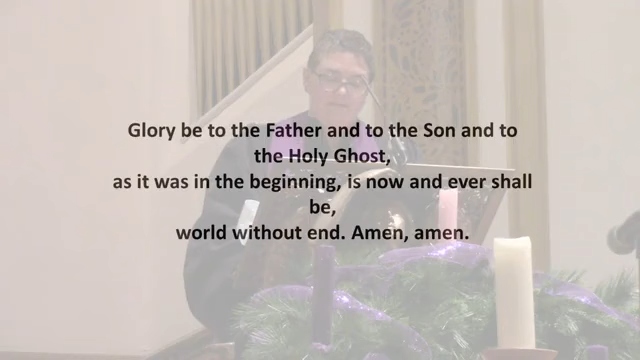 Glory be to the Father and to the Son and to
the Holy Ghost,
as it was in the beginning, is now and ever shall
be,
world without end. Amen, amen.